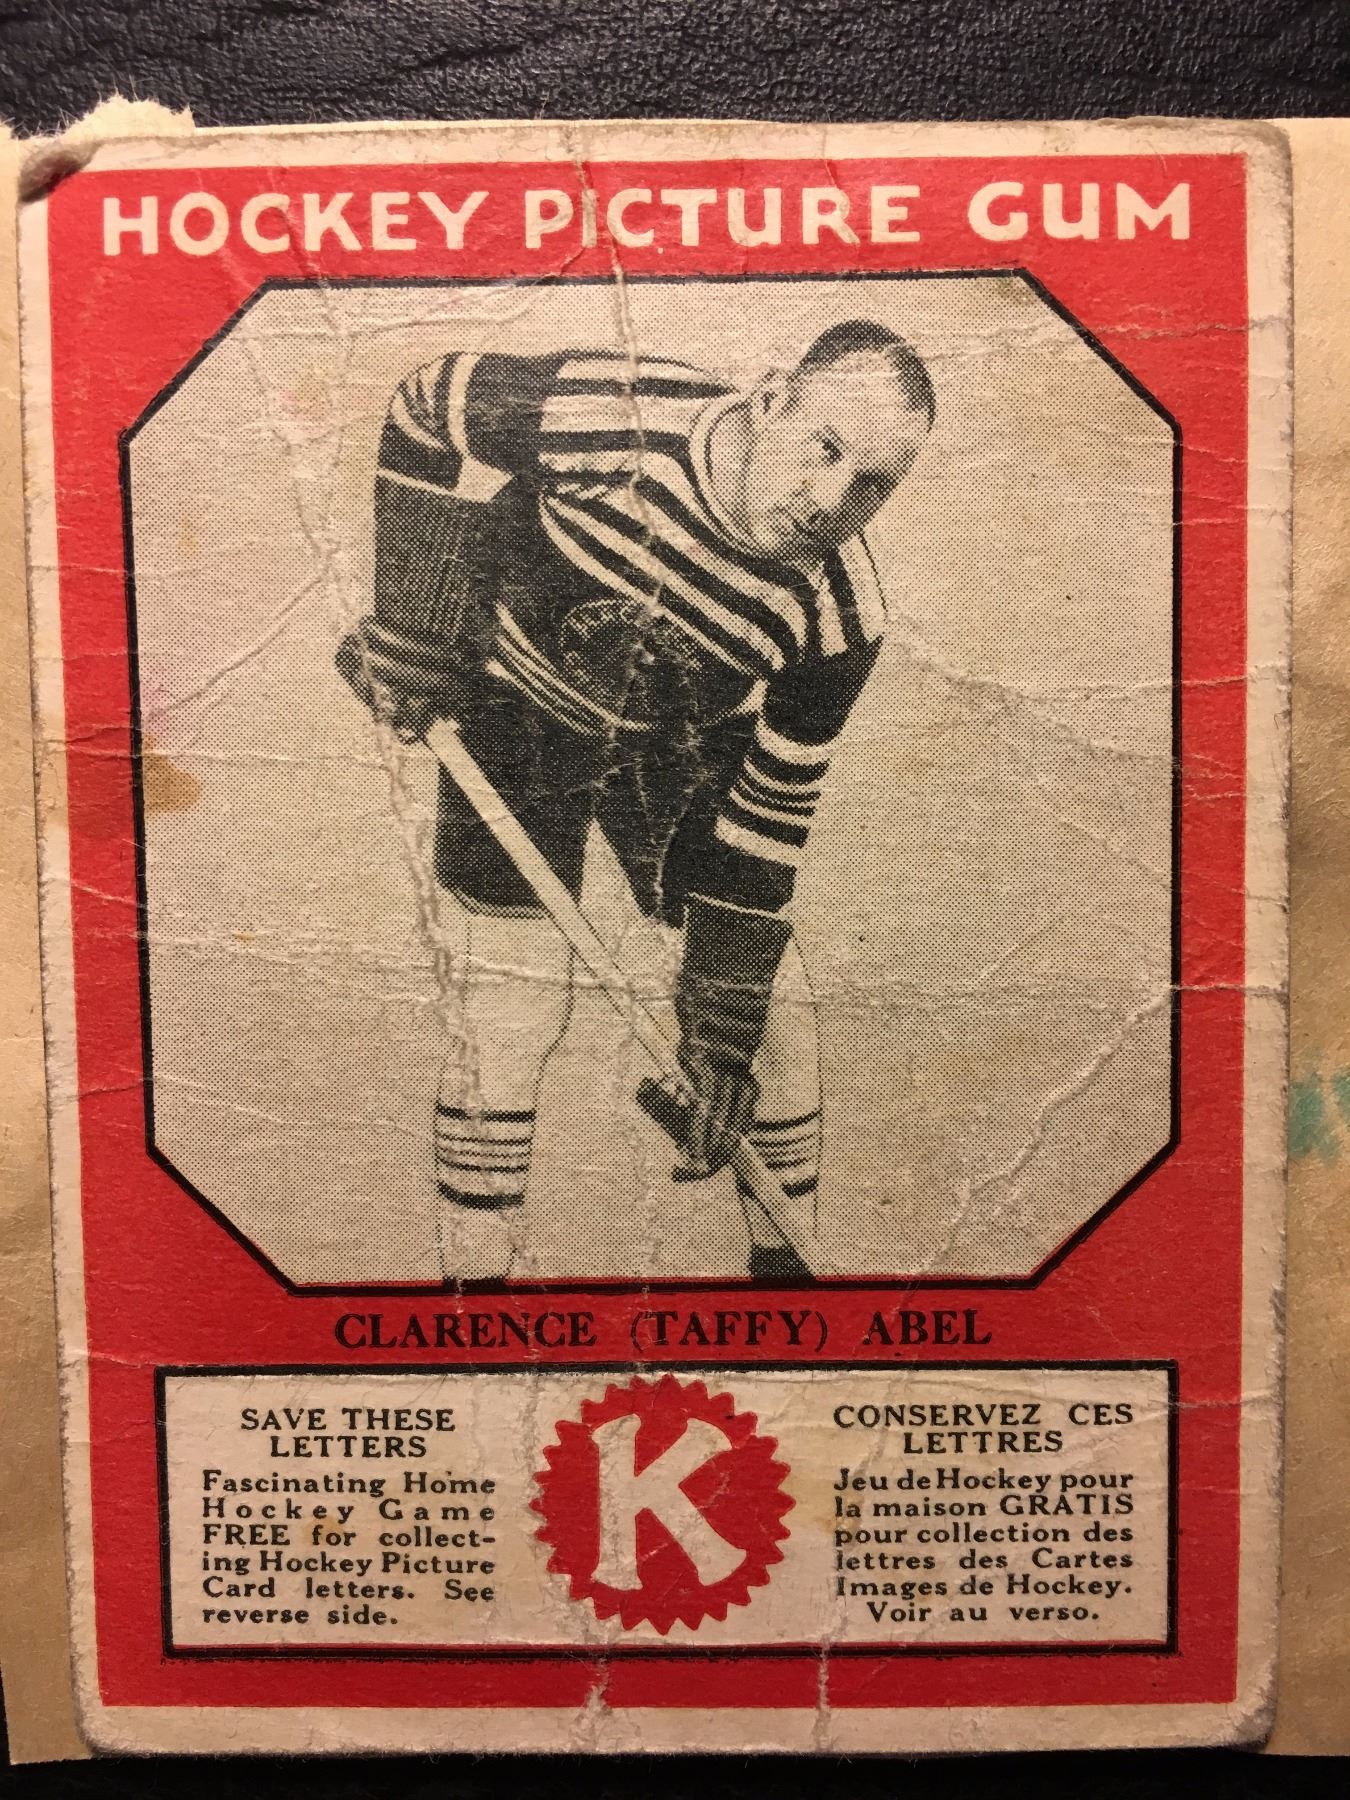 HOCKEY PICTURE GUM
CLARENCE (TAFFY) ABEL
SAVE THESE
LETTERS
Fascinating Home
Hockey Game
FREE for collect-
ing Hockey Picture
Card letters. See
reverse side.
K
CONSERVEZ CES
LETTRES
Jeu de Hockey pour
la maison GRATIS
pour collection des
lettres des Cartes
Images de Hockey.
Voir au verso.